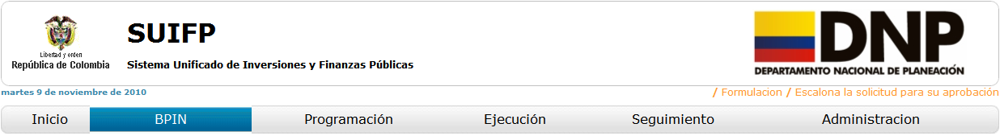 SUIFP
Libertad y orden
República de Colombia
Sistema Unificado de Inversiones y Finanzas Públicas
DNP
DEPARTAMENTO NACIONAL DE PLANEACIÓN
martes 9 de noviembre de 2010
/ Formulacion / Escalona la solicitud para su aprobación
Inicio BPIN Programación Ejecución Seguimiento Administracion